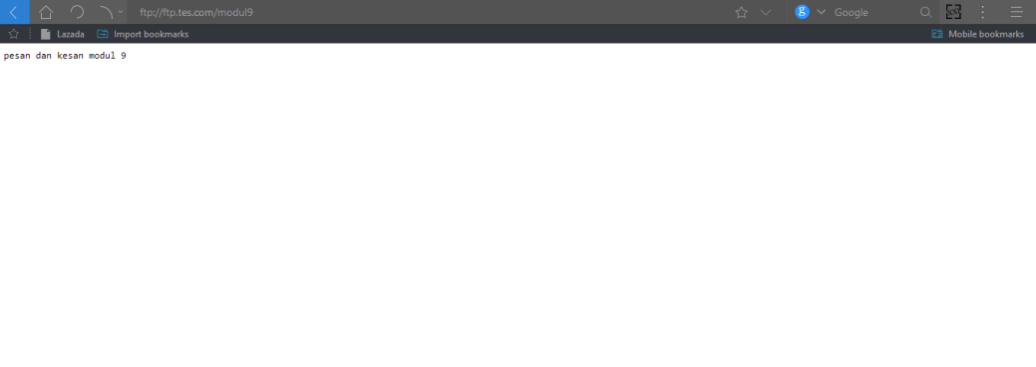 ftp://ftp.tes.com/modul9
Google
Lazada
Import bookmarks
Mobile bookmarks
pesan dan kesan modul 9